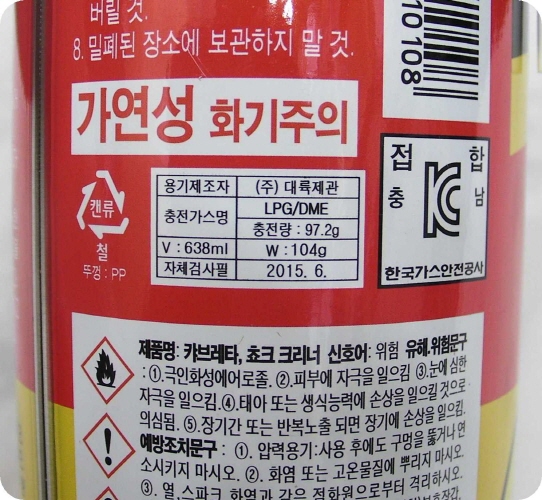 버릴 것.
8. 밀폐된 장소에 보관하지 말 것.
10 108
가연성 화기주의
접 합
충 남
캔류
철
뚜껑 : PP
용기제조자 (주) 대륙제관
충전가스명 LPG/DME
충전량 : 97.2g
V : 638ml W : 104g
자체검사필 2015. 6.
한국가스안전공사
제품명: 카브레타, 쵸크 크리너 신호어: 위험 유해.위험문구
: ①.극인화성에어로졸. ②.피부에 자극을 일으킴 ③.눈에 심한
자극을 일으킴.④.태아 또는 생식능력에 손상을 일으킬 것으로
의심됨. ⑤.장기간 또는 반복노출 되면 장기에 손상을 일으킴.
예방조치문구 : ①. 압력용기:사용 후에도 구멍을 뚫거나 연
소시키지 마시오. ②. 화염 또는 고온물질에 뿌리지 마시오.
③. 열,스파크,화염과 같은 점화원으로부터 격리하시오.